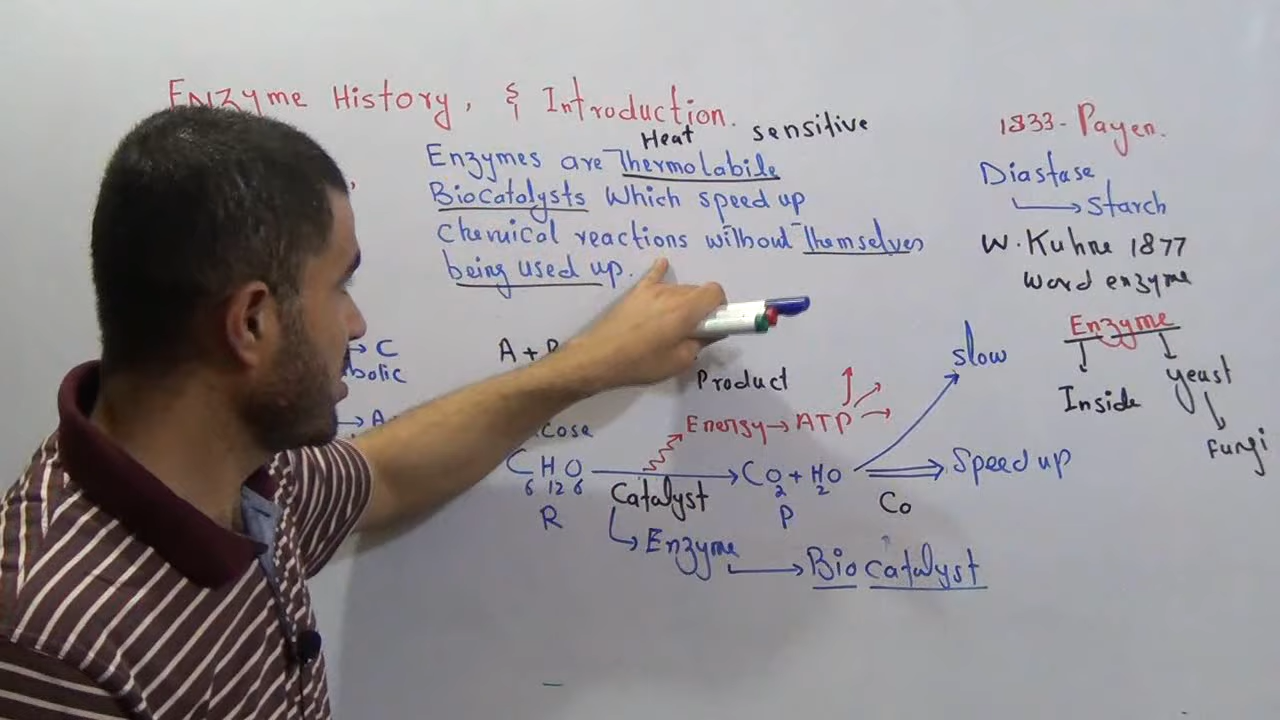 Enzyme History, & Introduction.
Heat sensitive
Enzymes are Thermolabile
Biocatalysts which speed up
chemical reactions without Themselves
being used up.
→ C
bolic
→ A
A + B
Product
Energy → ATP
cose
C6H12O6 → CO2 + H2O
R
P
Catalyst
Enzyme → Bio catalyst
slow
Speed up
Co
1833 - Payen.
Diastase
→ Starch
W. Kuhne 1877
Word enzyme
Enzyme
Inside
yeast
Fungi